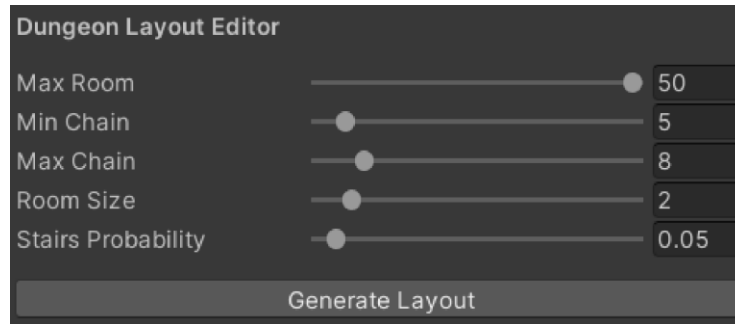 Dungeon Layout Editor
Max Room 50
Min Chain 5
Max Chain 8
Room Size 2
Stairs Probability 0.05
Generate Layout